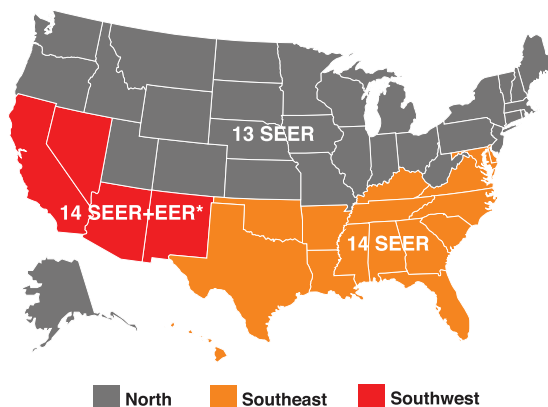 13 SEER
14 SEER+EER*
14 SEER
North
Southeast
Southwest